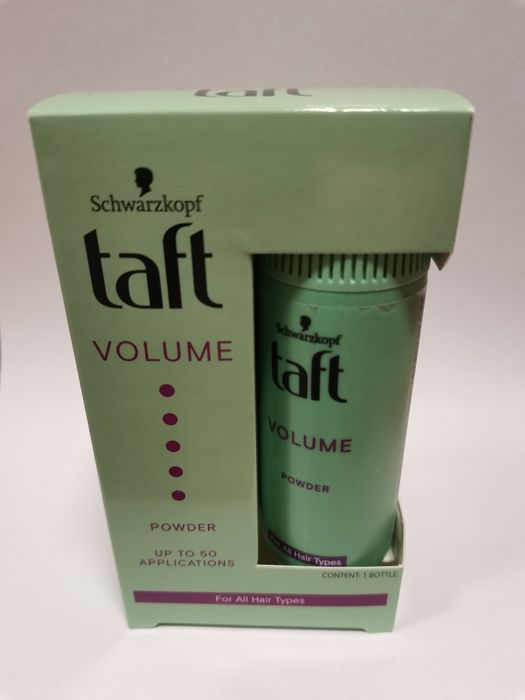 taft
Schwarzkopf
taft
VOLUME
POWDER
UP TO 50
APPLICATIONS
For All Hair Types
Schwarzkopf
taft
VOLUME
POWDER
For All Hair Types
CONTENT: 1 BOTTLE